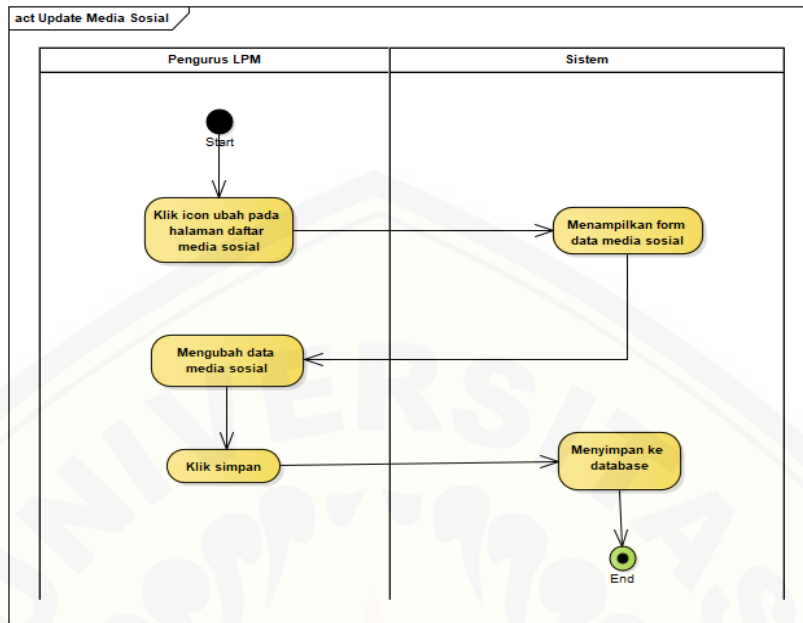 act Update Media Sosial
Pengurus LPM
Sistem
Start
Klik icon ubah pada
halaman daftar
media sosial
Menampilkan form
data media sosial
Mengubah data
media sosial
Klik simpan
Menyimpan ke
database
End
UNIVERSITAS